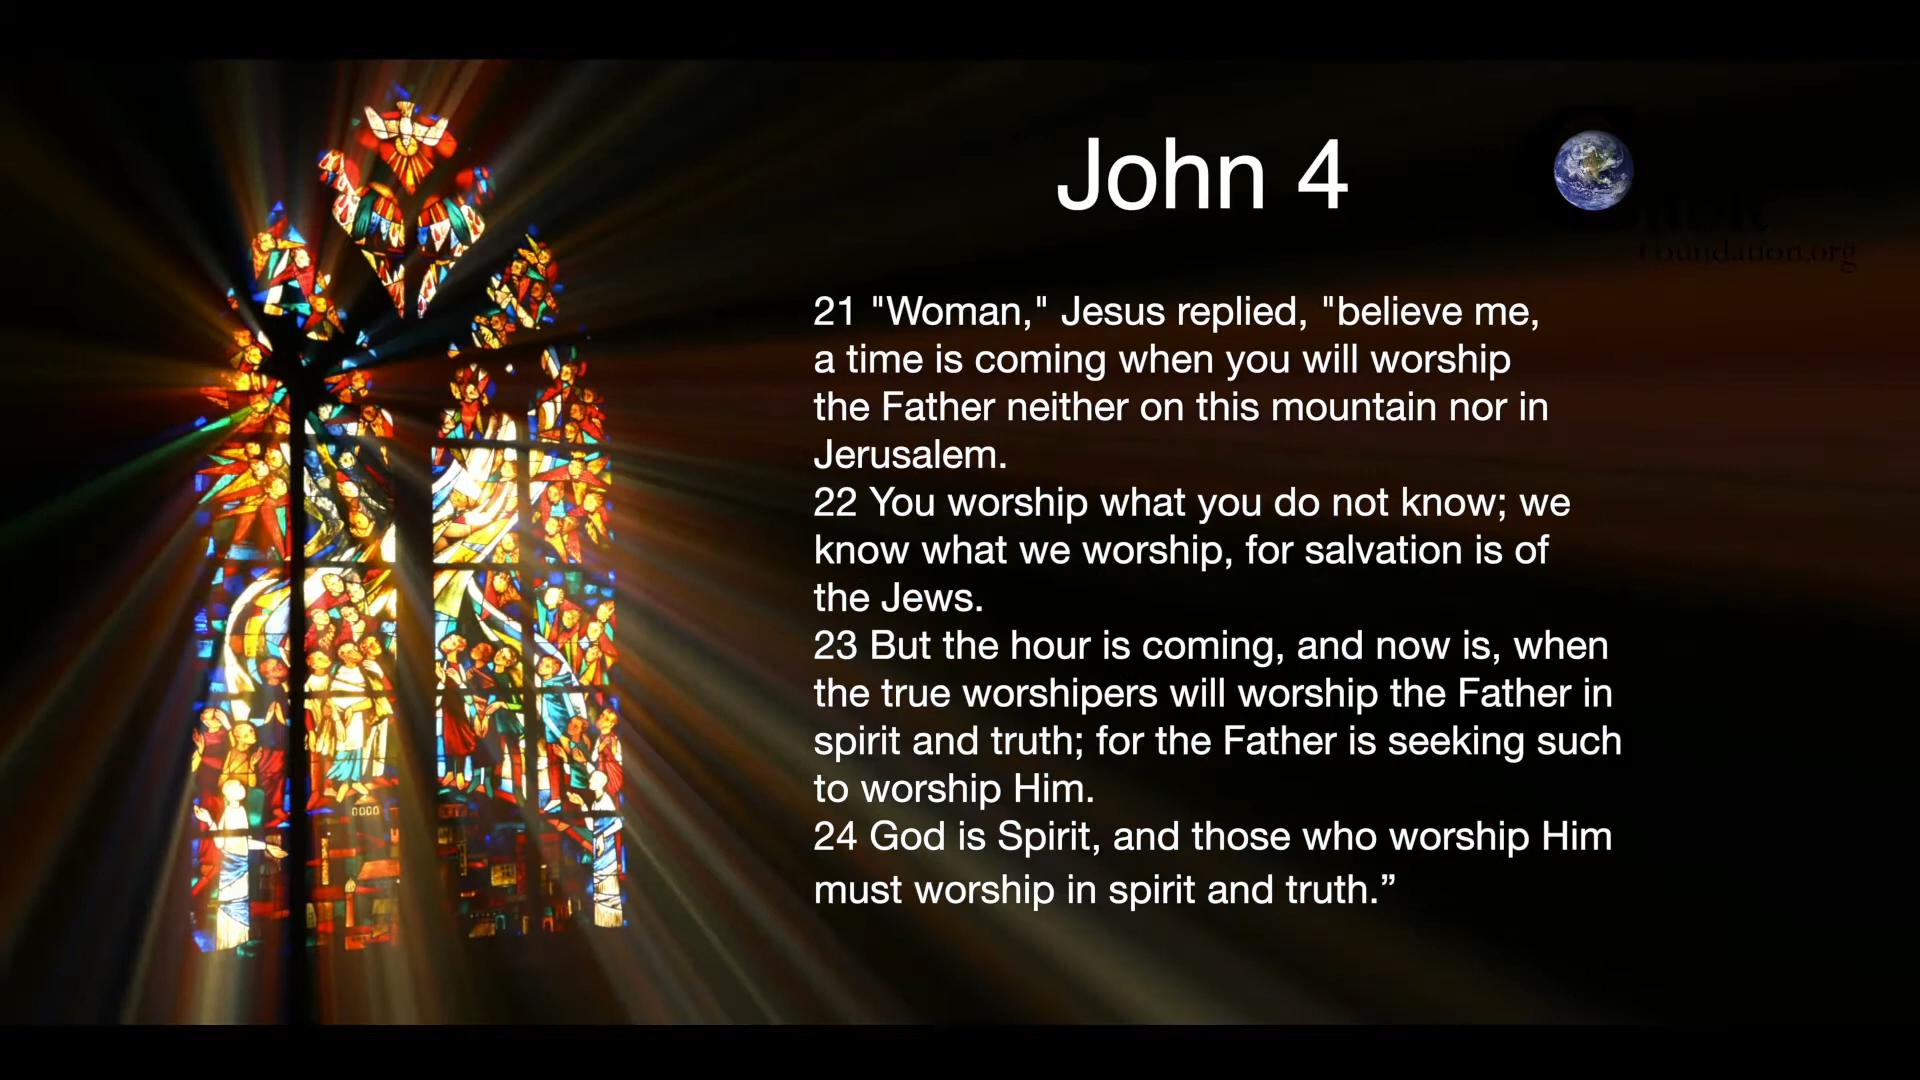 John 4
Foundation.org
21 "Woman," Jesus replied, "believe me,
a time is coming when you will worship
the Father neither on this mountain nor in
Jerusalem.
22 You worship what you do not know; we
know what we worship, for salvation is of
the Jews.
23 But the hour is coming, and now is, when
the true worshipers will worship the Father in
spirit and truth; for the Father is seeking such
to worship Him.
24 God is Spirit, and those who worship Him
must worship in spirit and truth.”